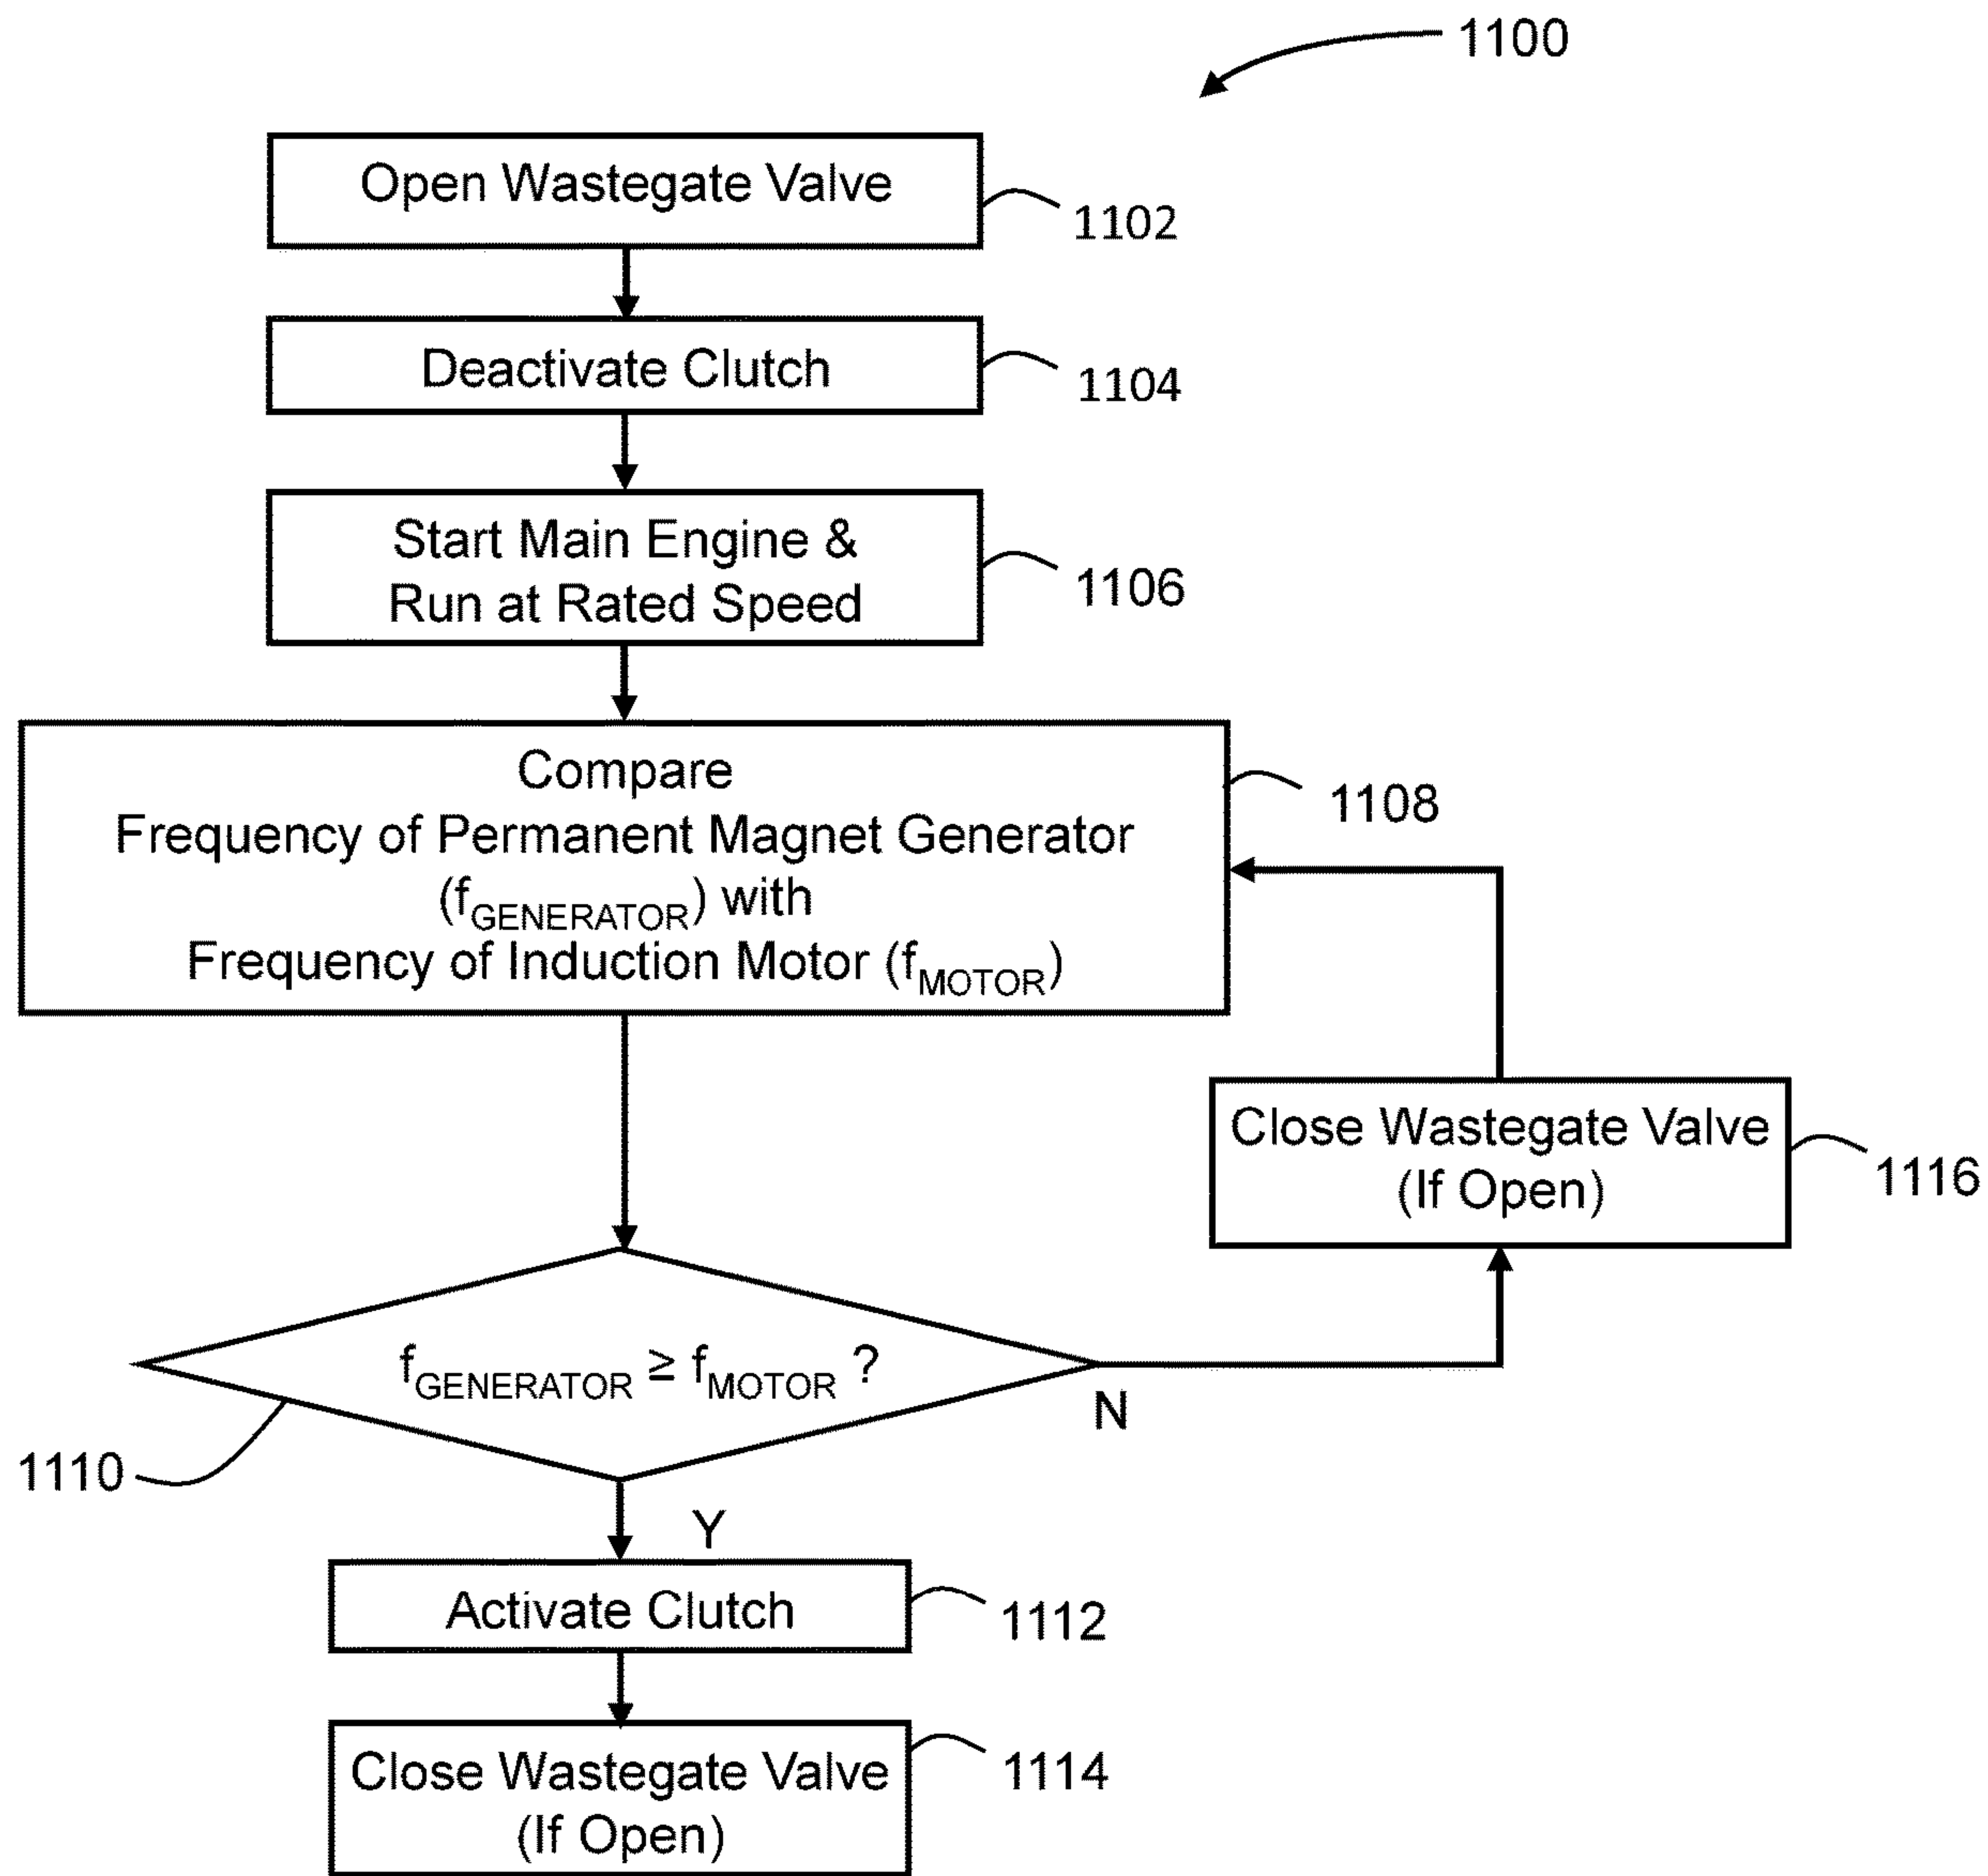 1100
Open Wastegate Valve
1102
Deactivate Clutch
1104
Start Main Engine &
Run at Rated Speed
1106
Compare
Frequency of Permanent Magnet Generator
(fGENERATOR) with
Frequency of Induction Motor (fMOTOR)
1108
Close Wastegate Valve
(If Open)
1116
fGENERATOR ≥ fMOTOR ?
N
1110
Y
Activate Clutch
1112
Close Wastegate Valve
(If Open)
1114